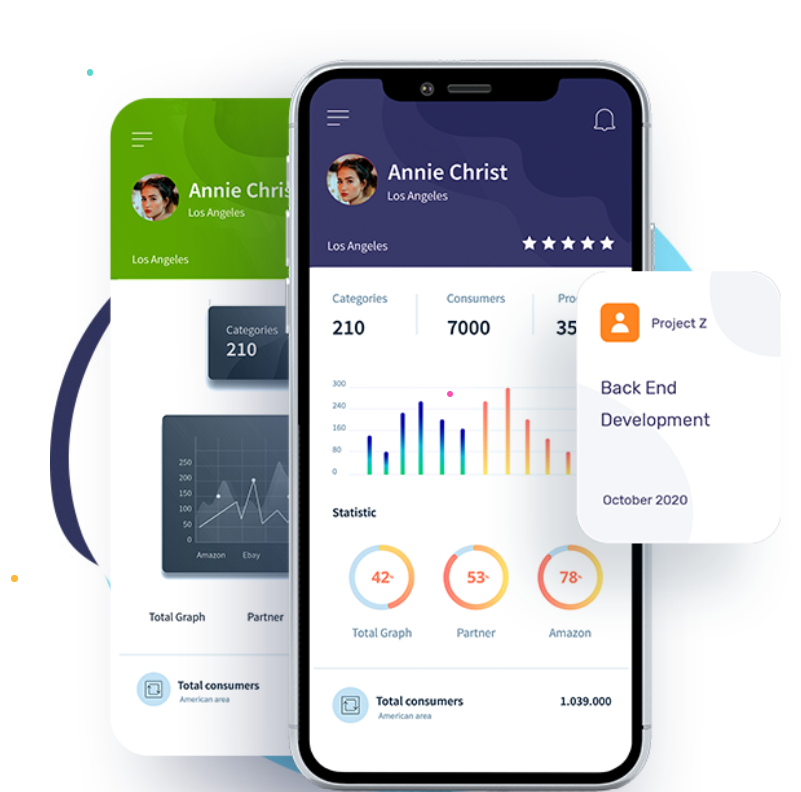 Annie Chris
Los Angeles
Los Angeles
Categories
210
250
200
150
100
50
0
Amazon Ebay
Total Graph Partner
Total consumers
American area
Annie Christ
Los Angeles
Los Angeles
Categories Consumers Pro
210 7000 35
300
240
160
80
0
Statistic
42% 53% 78%
Total Graph Partner Amazon
Total consumers 1.039.000
American area
Project Z
Back End
Development
October 2020